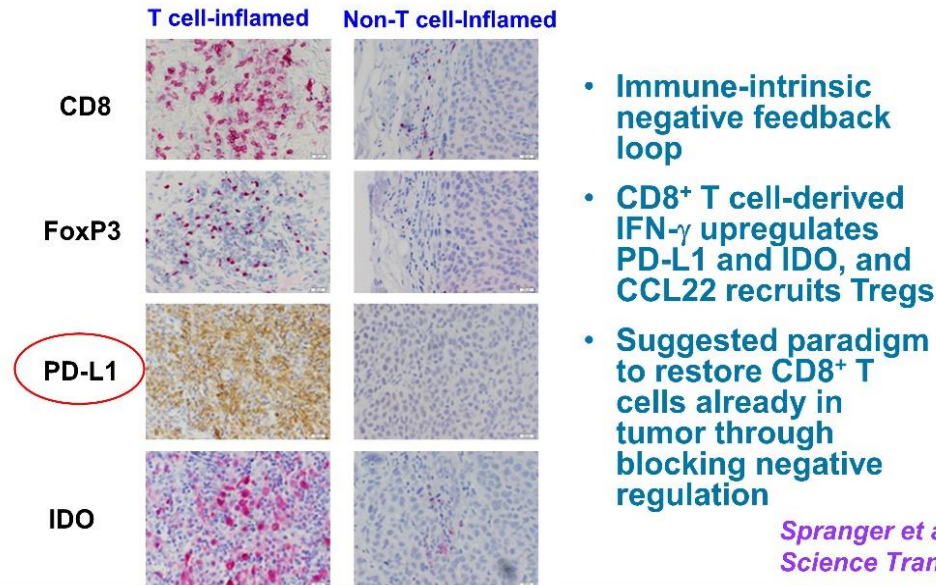 T cell-inflamed Non-T cell-Inflamed
CD8
FoxP3
PD-L1
IDO
• Immune-intrinsic
negative feedback
loop
• CD8+ T cell-derived
IFN-γ upregulates
PD-L1 and IDO, and
CCL22 recruits Tregs
• Suggested paradigm
to restore CD8+ T
cells already in
tumor through
blocking negative
regulation
Spranger et a
Science Tran